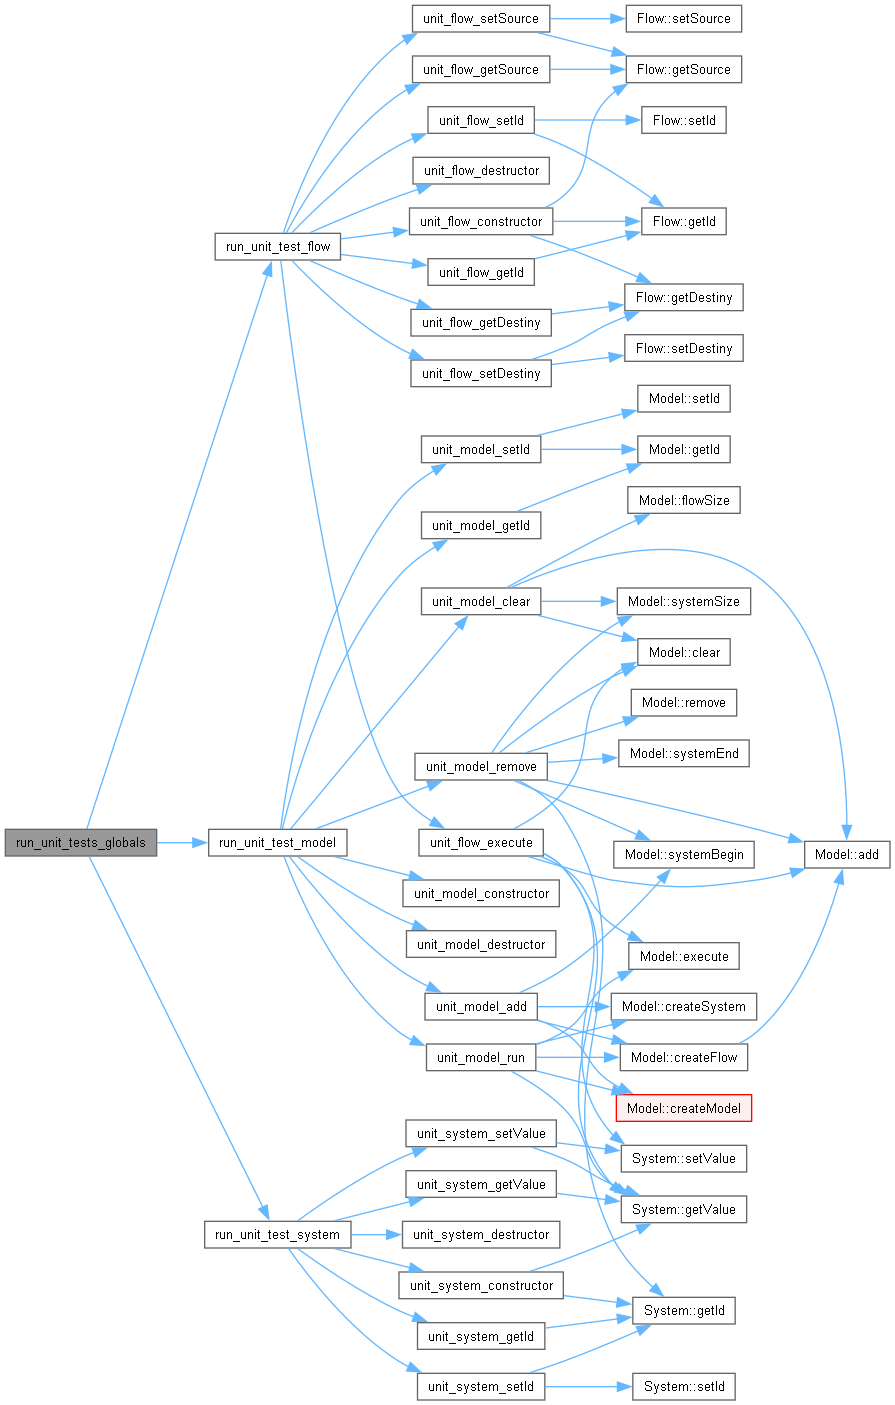 unit_flow_setSource
Flow::setSource
unit_flow_getSource
Flow::getSource
unit_flow_setId
Flow::setId
unit_flow_destructor
unit_flow_constructor
Flow::getId
run_unit_test_flow
unit_flow_getId
Flow::getDestiny
unit_flow_getDestiny
Flow::setDestiny
unit_flow_setDestiny
Model::setId
unit_model_setId
Model::getId
Model::flowSize
unit_model_getId
unit_model_clear
Model::systemSize
Model::clear
Model::remove
Model::systemEnd
unit_model_remove
run_unit_tests_globals
run_unit_test_model
unit_flow_execute
Model::systemBegin
Model::add
unit_model_constructor
unit_model_destructor
Model::execute
unit_model_add
Model::createSystem
unit_model_run
Model::createFlow
Model::createModel
unit_system_setValue
System::setValue
unit_system_getValue
System::getValue
run_unit_test_system
unit_system_destructor
unit_system_constructor
System::getId
unit_system_getId
unit_system_setId
System::setId